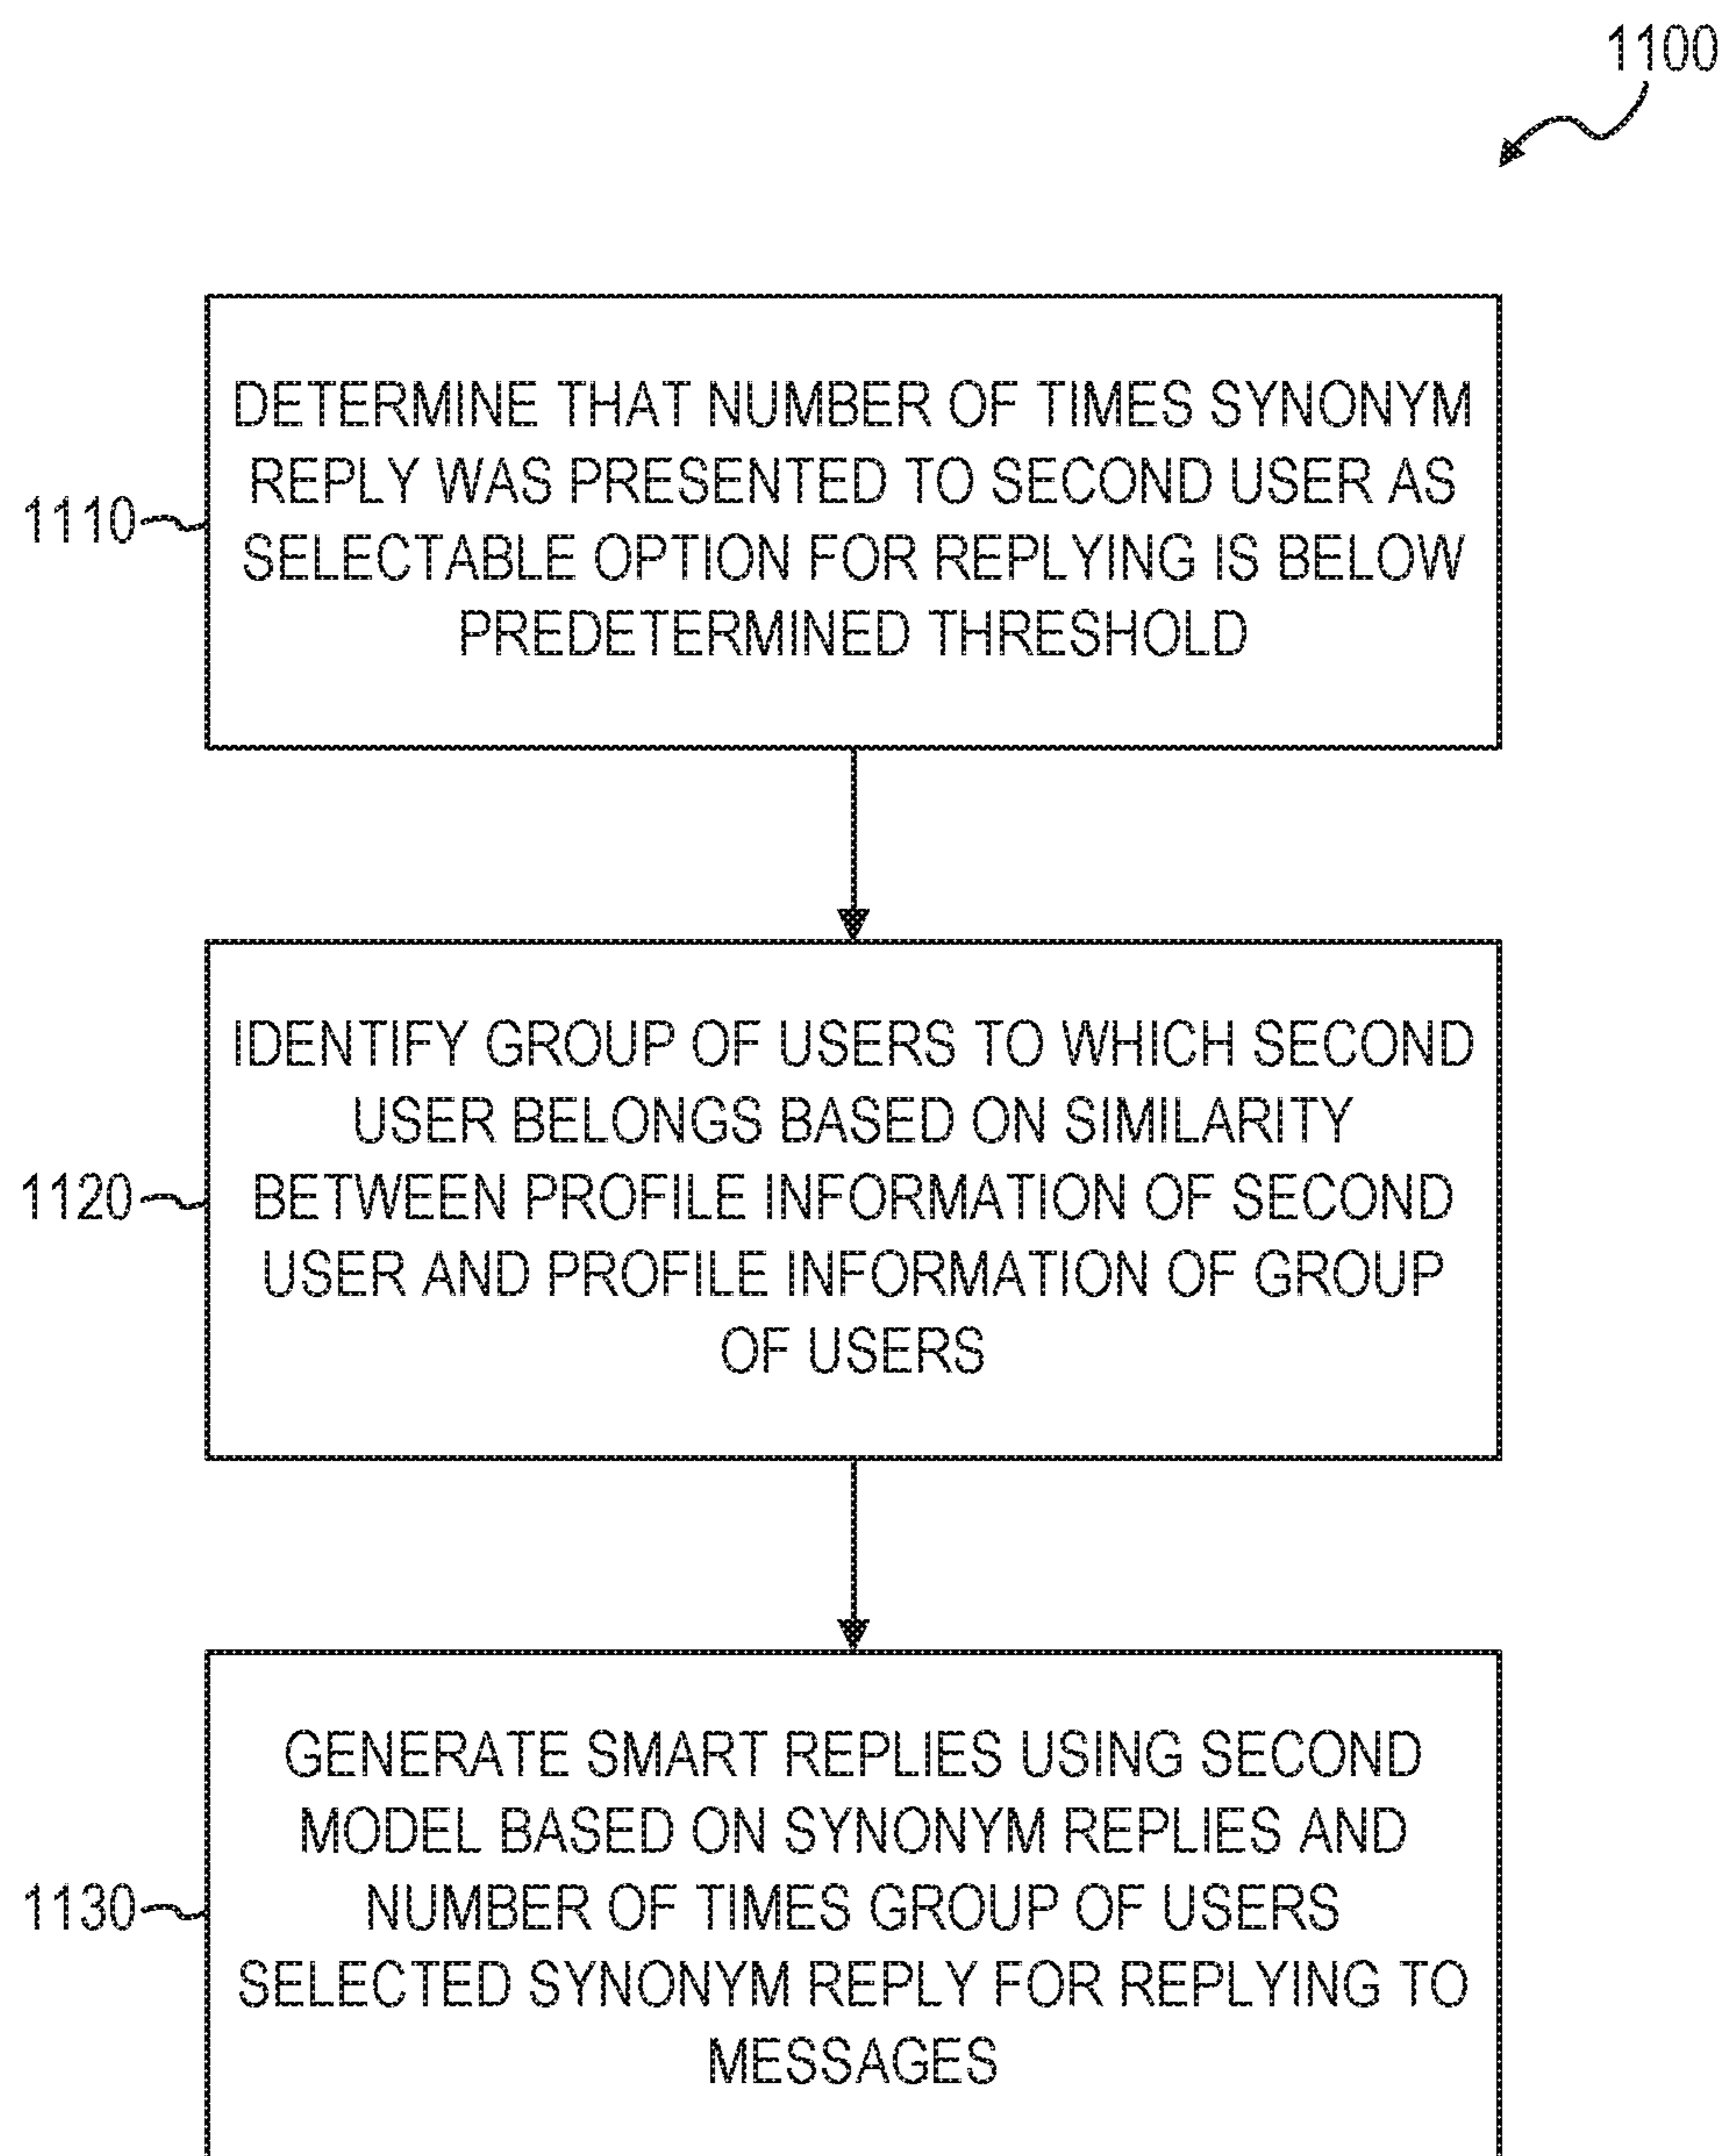 1100
DETERMINE THAT NUMBER OF TIMES SYNONYM
REPLY WAS PRESENTED TO SECOND USER AS
SELECTABLE OPTION FOR REPLYING IS BELOW
PREDETERMINED THRESHOLD
1110
IDENTIFY GROUP OF USERS TO WHICH SECOND
USER BELONGS BASED ON SIMILARITY
BETWEEN PROFILE INFORMATION OF SECOND
USER AND PROFILE INFORMATION OF GROUP
OF USERS
1120
GENERATE SMART REPLIES USING SECOND
MODEL BASED ON SYNONYM REPLIES AND
NUMBER OF TIMES GROUP OF USERS
SELECTED SYNONYM REPLY FOR REPLYING TO
MESSAGES
1130